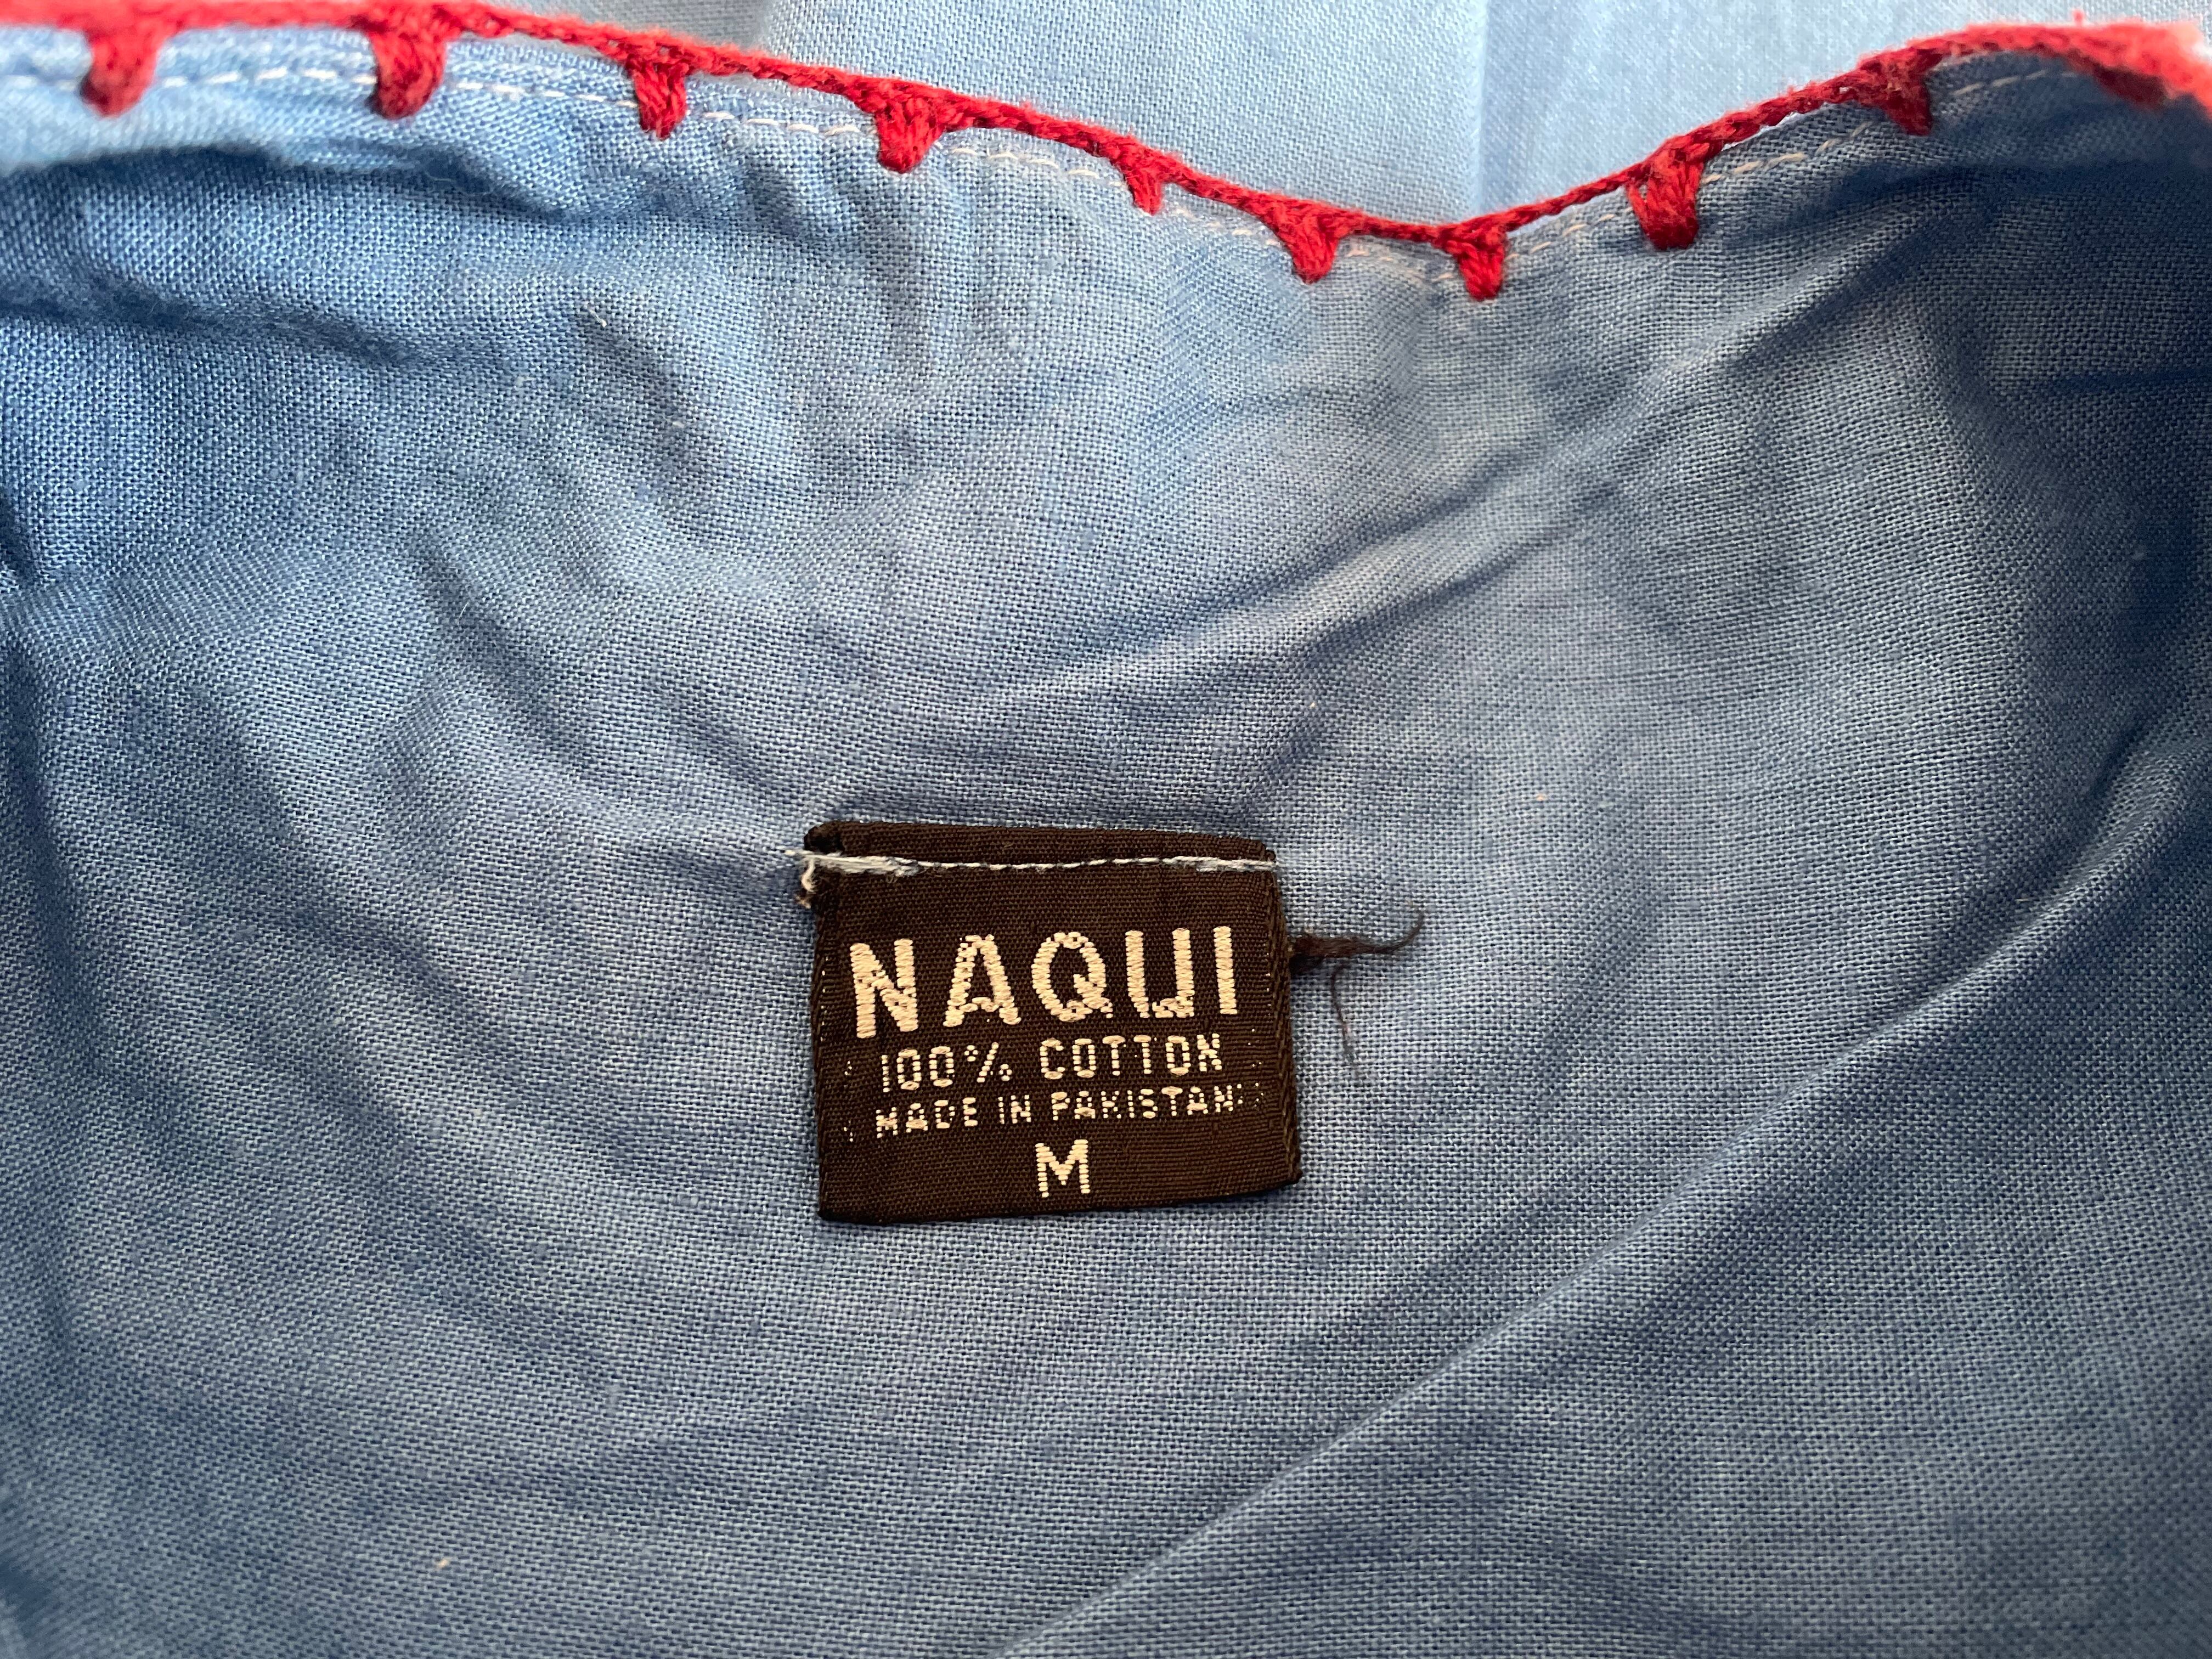 NAQUI
100% COTTON
MADE IN PAKISTAN
M